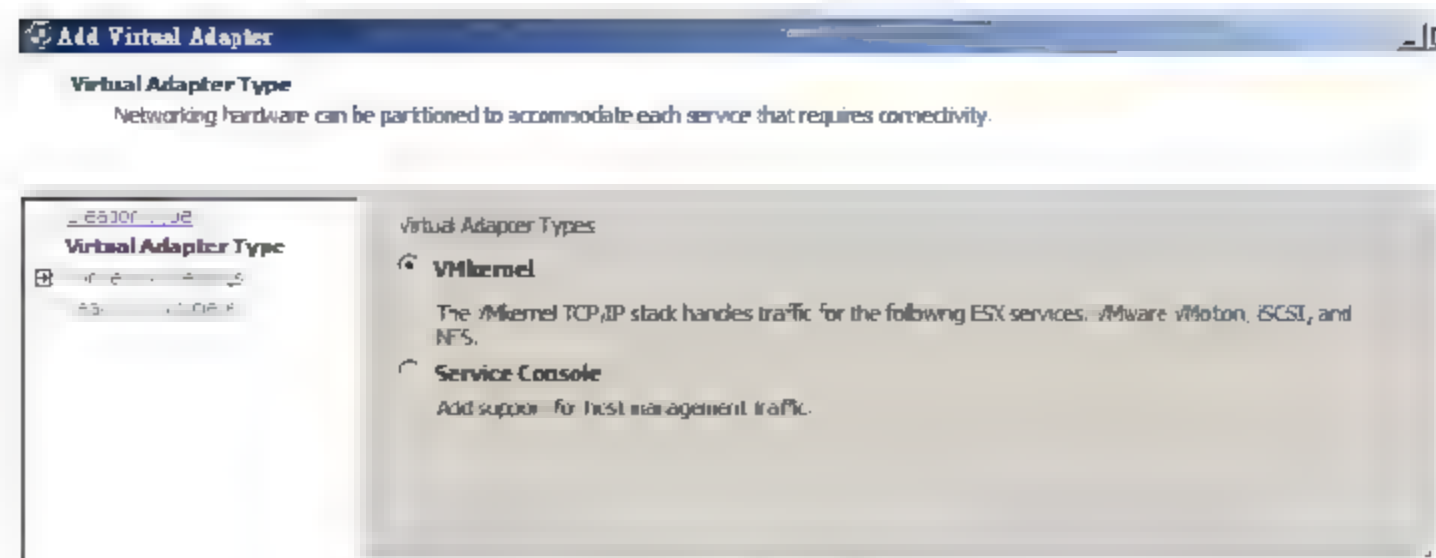 Add Virtual Adapter
Virtual Adapter Type
Networking hardware can be partitioned to accommodate each service that requires connectivity.
Virtual Adapter Type
Virtual Adapter Types
VMkernel
The VMkernel TCP/IP stack handles traffic for the following ESX services: VMware vMotion, iSCSI, and
NFS.
Service Console
Add support for host management traffic.